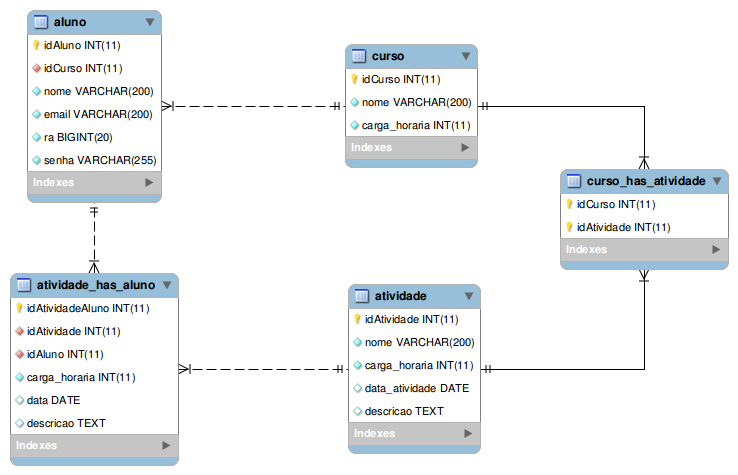 aluno
idAluno INT(11)
idCurso INT(11)
nome VARCHAR(200)
email VARCHAR(200)
ra BIGINT(20)
senha VARCHAR(255)
Indexes
curso
idCurso INT(11)
nome VARCHAR(200)
carga_horaria INT(11)
Indexes
curso_has_atividade
idCurso INT(11)
idAtividade INT(11)
Indexes
atividade_has_aluno
idAtividadeAluno INT(11)
idAtividade INT(11)
idAluno INT(11)
carga_horaria INT(11)
data DATE
descricao TEXT
Indexes
atividade
idAtividade INT(11)
nome VARCHAR(200)
carga_horaria INT(11)
data_atividade DATE
descricao TEXT
Indexes